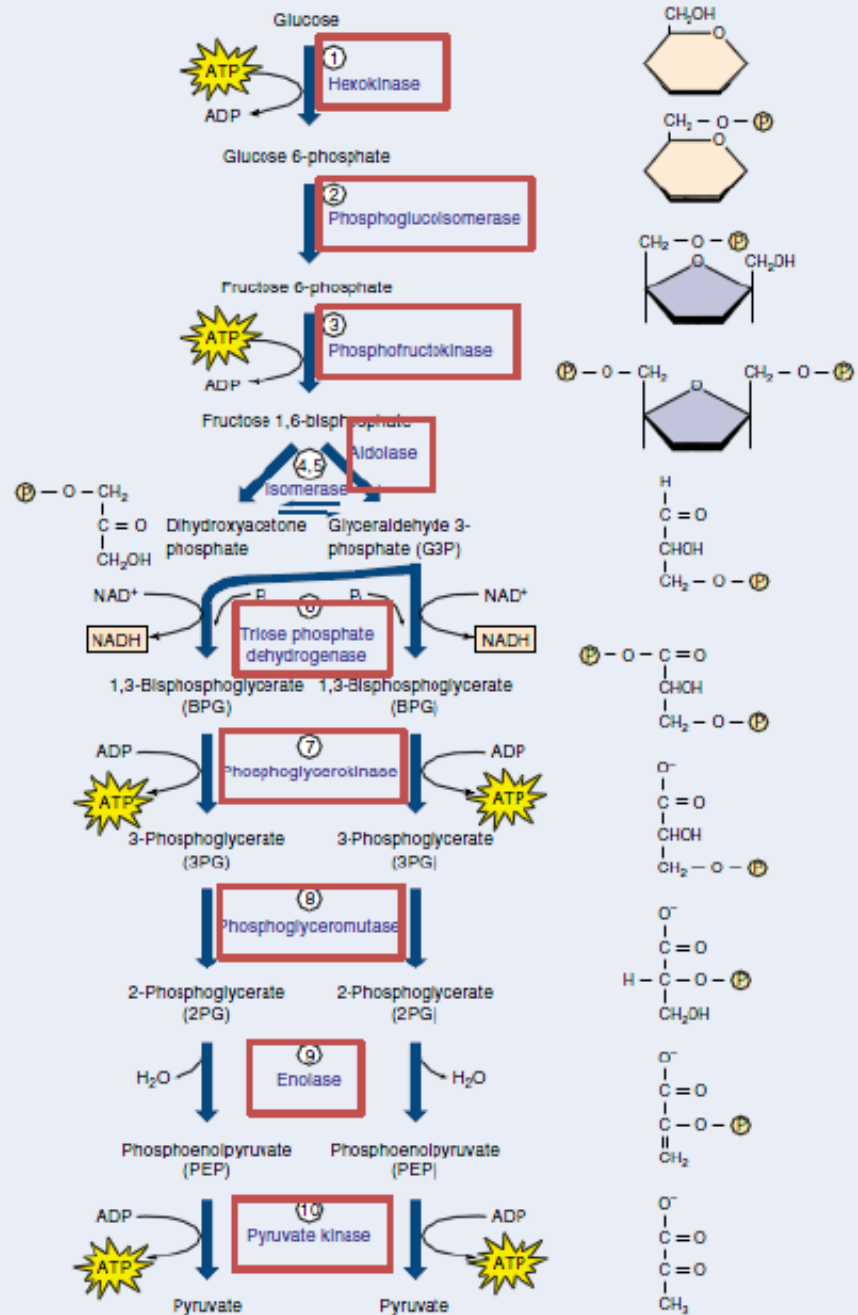 Glucose
ATP
ADP
1
Hexokinase
Glucose 6-phosphate
2
Phosphoglucoisomerase
Fructose 6-phosphate
ATP
ADP
3
Phosphofructokinase
Fructose 1,6-bisphosphate
Aldolase
4,5
Isomerase
Dihydroxyacetone
phosphate
Glyceraldehyde 3-
phosphate (G3P)
P — O — CH2
C = O
CH2OH
NAD+
NADH
Pi
6
Pi
NAD+
NADH
Triose phosphate
dehydrogenase
1,3-Bisphosphoglycerate
(BPG)
1,3-Bisphosphoglycerate
(BPG)
ADP
ATP
7
Phosphoglycerokinase
ADP
ATP
3-Phosphoglycerate
(3PG)
3-Phosphoglycerate
(3PG)
8
Phosphoglyceromutase
2-Phosphoglycerate
(2PG)
2-Phosphoglycerate
(2PG)
H2O
9
Enolase
H2O
Phosphoenolpyruvate
(PEP)
Phosphoenolpyruvate
(PEP)
ADP
ATP
10
Pyruvate kinase
ADP
ATP
Pyruvate
Pyruvate
CH2OH
O
CH2 — O — P
O
CH2 — O — P
O
CH2OH
P — O — CH2
O
CH2 — O — P
H
C = O
CHOH
CH2 — O — P
P — O — C = O
CHOH
CH2 — O — P
O−
C = O
CHOH
CH2 — O — P
O−
C = O
H — C — O — P
CH2OH
O−
C = O
C — O — P
CH2
O−
C = O
C = O
CH3